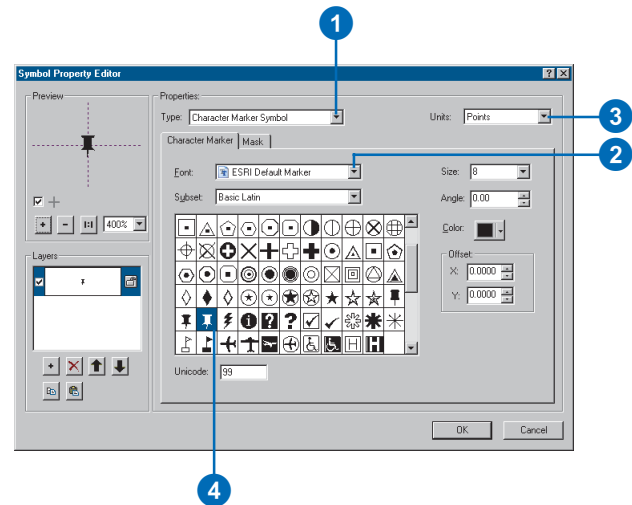 1
Symbol Property Editor
Preview
400%
1:1
Layers
Properties:
Type: Character Marker Symbol
Units: Points
3
Character Marker Mask
2
Font: ESRI Default Marker
Size: 8
Subset: Basic Latin
Angle: 0.00
Color:
Offset:
X: 0.0000
Y: 0.0000
Unicode: 99
OK Cancel
4